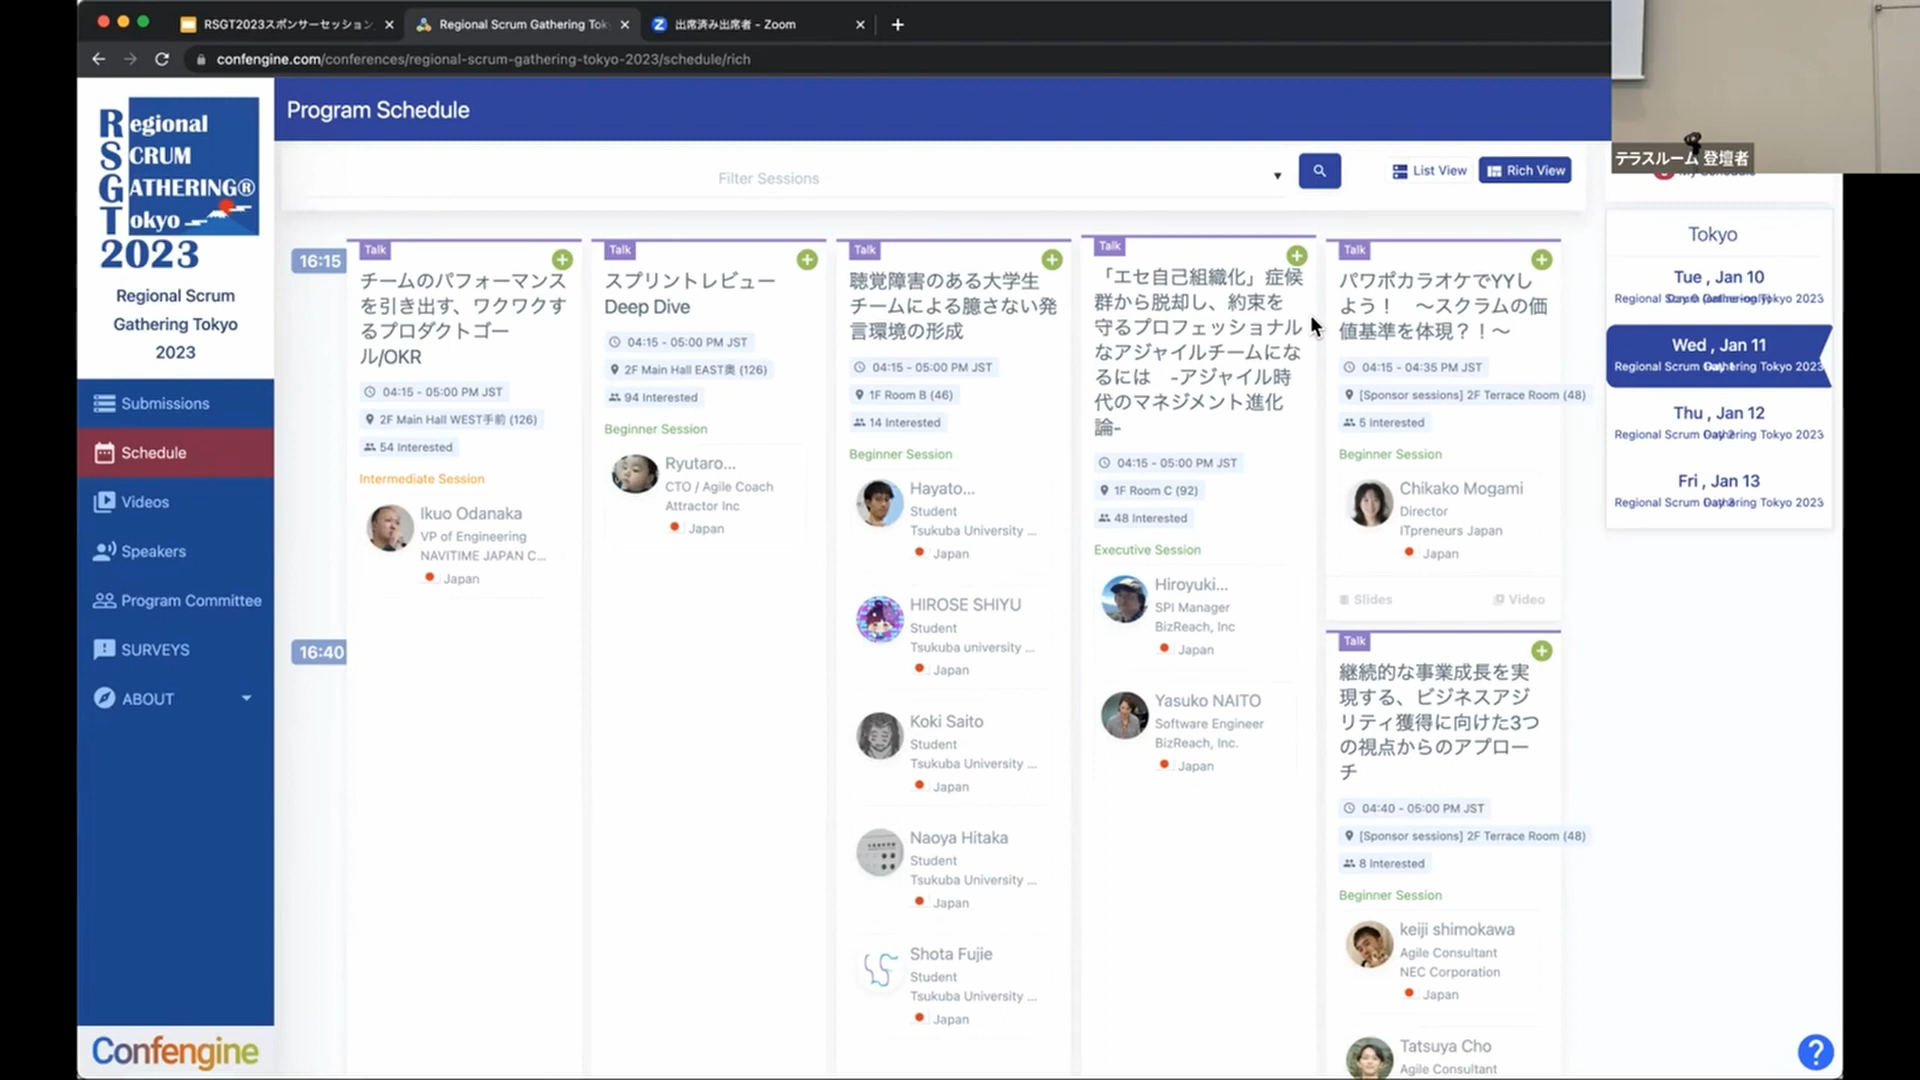 RSGT2023スポンサーセッション
Regional Scrum Gathering Tok
出席済み出席者 - Zoom
confengine.com/conferences/regional-scrum-gathering-tokyo-2023/schedule/rich
テラスルーム 登壇者
Regional
SCRUM
GATHERING®
Tokyo
2023
Regional Scrum
Gathering Tokyo
2023
Submissions
Schedule
Videos
Speakers
Program Committee
SURVEYS
ABOUT
Confengine
Program Schedule
Filter Sessions
List View
Rich View
16:15
Talk
チームのパフォーマンス
を引き出す、ワクワクす
るプロダクトゴー
ル/OKR
04:15 - 05:00 PM JST
2F Main Hall WEST手前 (126)
54 Interested
Intermediate Session
Ikuo Odanaka
VP of Engineering
NAVITIME JAPAN C...
Japan
Talk
スプリントレビュー
Deep Dive
04:15 - 05:00 PM JST
2F Main Hall EAST奥 (126)
94 Interested
Beginner Session
Ryutaro...
CTO / Agile Coach
Attractor Inc
Japan
Talk
聴覚障害のある大学生
チームによる臆さない発
言環境の形成
04:15 - 05:00 PM JST
1F Room B (46)
14 Interested
Beginner Session
Hayato...
Student
Tsukuba University ...
Japan
HIROSE SHIYU
Student
Tsukuba university ...
Japan
Koki Saito
Student
Tsukuba University ...
Japan
Naoya Hitaka
Student
Tsukuba University ...
Japan
Shota Fujie
Student
Tsukuba University ...
Japan
Talk
「エセ自己組織化」症候
群から脱却し、約束を
守るプロフェッショナル
なアジャイルチームにな
るには　-アジャイル時
代のマネジメント進化
論-
04:15 - 05:00 PM JST
1F Room C (92)
48 Interested
Executive Session
Hiroyuki...
SPI Manager
BizReach, Inc
Japan
Yasuko NAITO
Software Engineer
BizReach, Inc.
Japan
Talk
パワポカラオケでYYし
よう！　〜スクラムの価
値基準を体現？！〜
04:15 - 04:35 PM JST
[Sponsor sessions] 2F Terrace Room (48)
5 Interested
Beginner Session
Chikako Mogami
Director
ITpreneurs Japan
Japan
Slides
Video
16:40
Talk
継続的な事業成長を実
現する、ビジネスアジ
リティ獲得に向けた3つ
の視点からのアプロー
チ
04:40 - 05:00 PM JST
[Sponsor sessions] 2F Terrace Room (48)
8 Interested
Beginner Session
keiji shimokawa
Agile Consultant
NEC Corporation
Japan
Tatsuya Cho
Agile Consultant
My Schedule
Tokyo
Tue , Jan 10
Regional Scrum Gathering Tokyo 2023
Wed , Jan 11
Regional Scrum Gathering Tokyo 2023
Thu , Jan 12
Regional Scrum Gathering Tokyo 2023
Fri , Jan 13
Regional Scrum Gathering Tokyo 2023
?